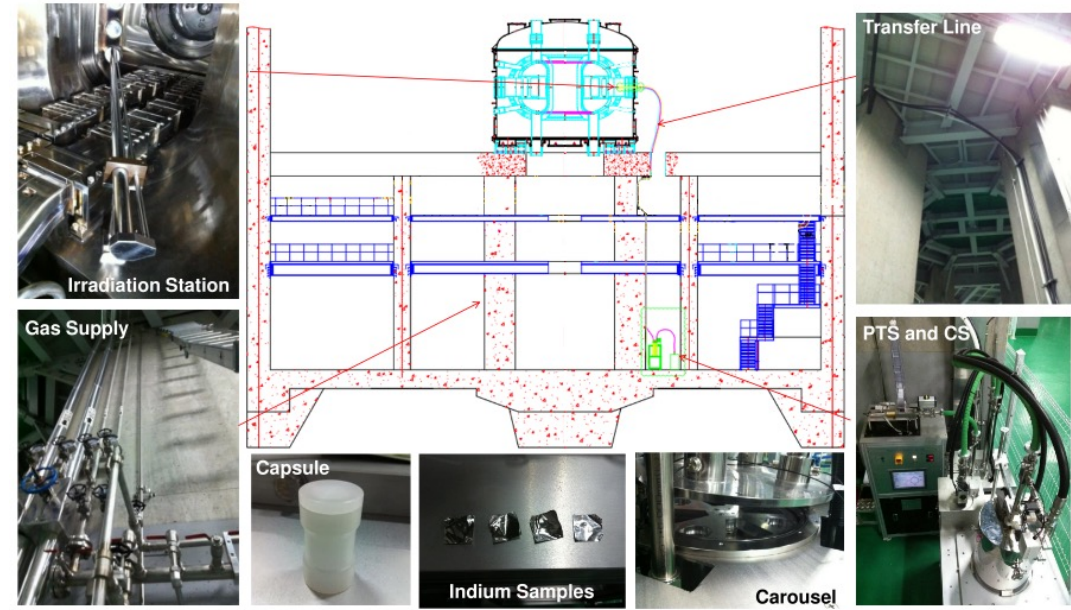 Transfer Line
Irradiation Station
Gas Supply
PTS and CS
Capsule
Indium Samples
Carousel